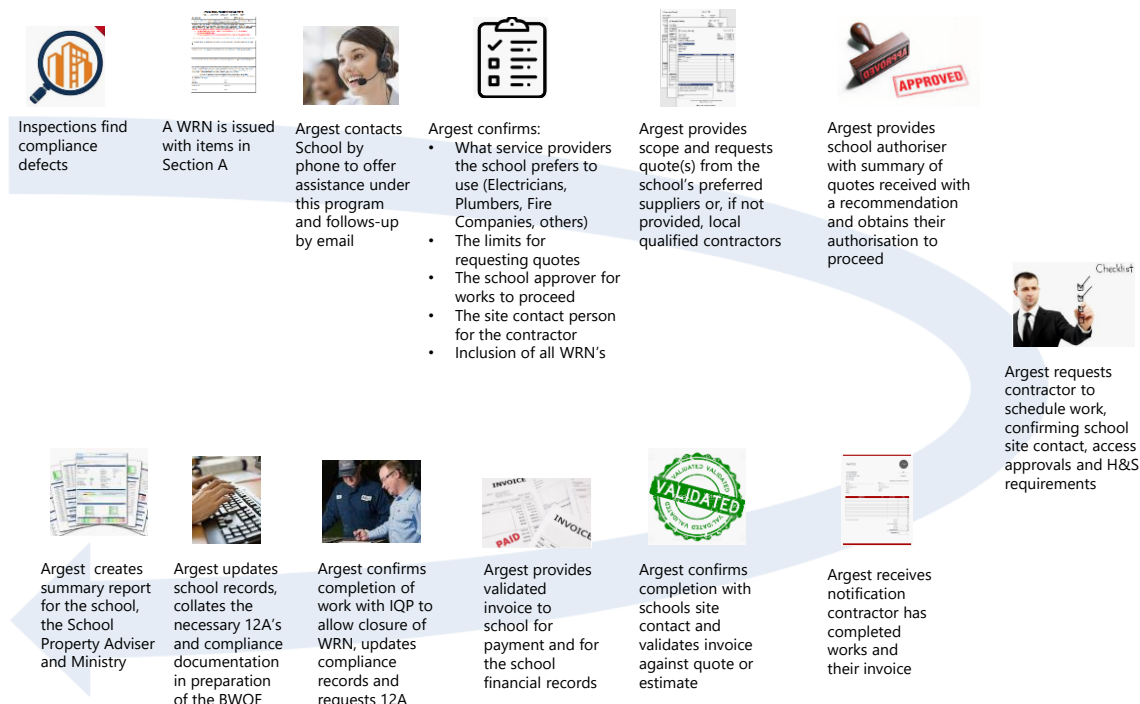 Inspections find
compliance
defects
A WRN is issued
with items in
Section A
Argest contacts
School by
phone to offer
assistance under
this program
and follows-up
by email
Argest confirms:
• What service providers
the school prefers to
use (Electricians,
Plumbers, Fire
Companies, others)
• The limits for
requesting quotes
• The school approver for
works to proceed
• The site contact person
for the contractor
• Inclusion of all WRN's
Argest provides
scope and requests
quote(s) from the
school's preferred
suppliers or, if not
provided, local
qualified contractors
APPROVED
APPROVED
Argest provides
school authoriser
with summary of
quotes received with
a recommendation
and obtains their
authorisation to
proceed
Checklist
Argest requests
contractor to
schedule work,
confirming school
site contact, access
approvals and H&S
requirements
Argest receives
notification
contractor has
completed
works and
their invoice
VALIDATED VALIDATED
VALIDATED
VALIDATED VALIDATED
Argest confirms
completion with
schools site
contact and
validates invoice
against quote or
estimate
INVOICE
INVOICE
PAID
Argest provides
validated
invoice to
school for
payment and for
the school
financial records
Argest confirms
completion of
work with IQP to
allow closure of
WRN, updates
compliance
records and
requests 12A
Argest updates
school records,
collates the
necessary 12A's
and compliance
documentation
in preparation
of the BWOF
Argest creates
summary report
for the school,
the School
Property Adviser
and Ministry